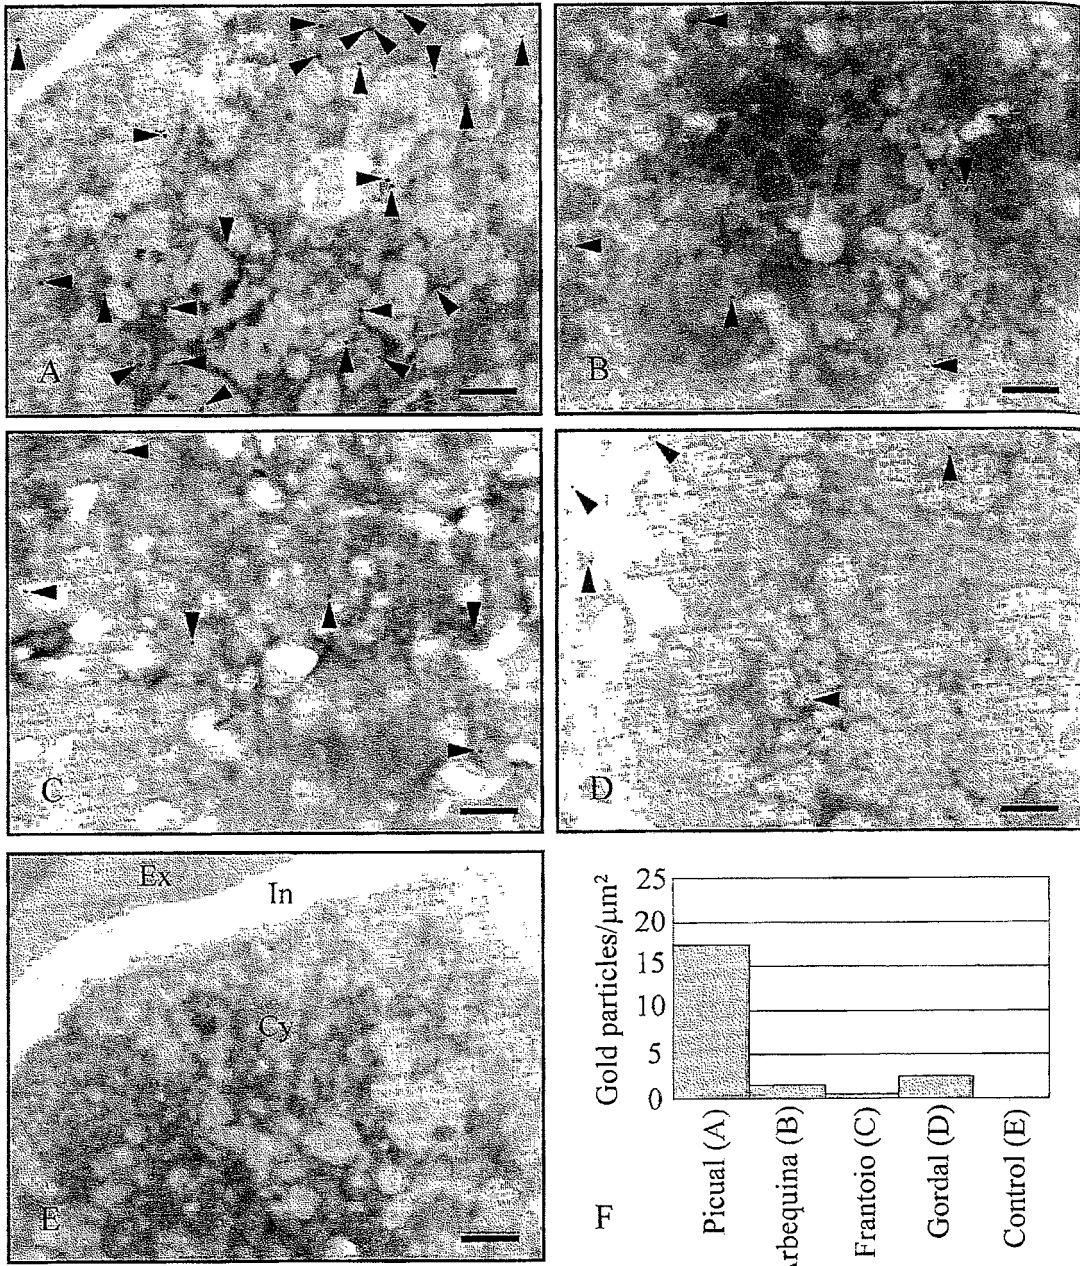 A
B
C
D
Ex
In
Cy
E
Gold particles/μm²
25
20
15
10
5
0
Picual (A)
Arbequina (B)
Frantoio (C)
Gordal (D)
Control (E)
F